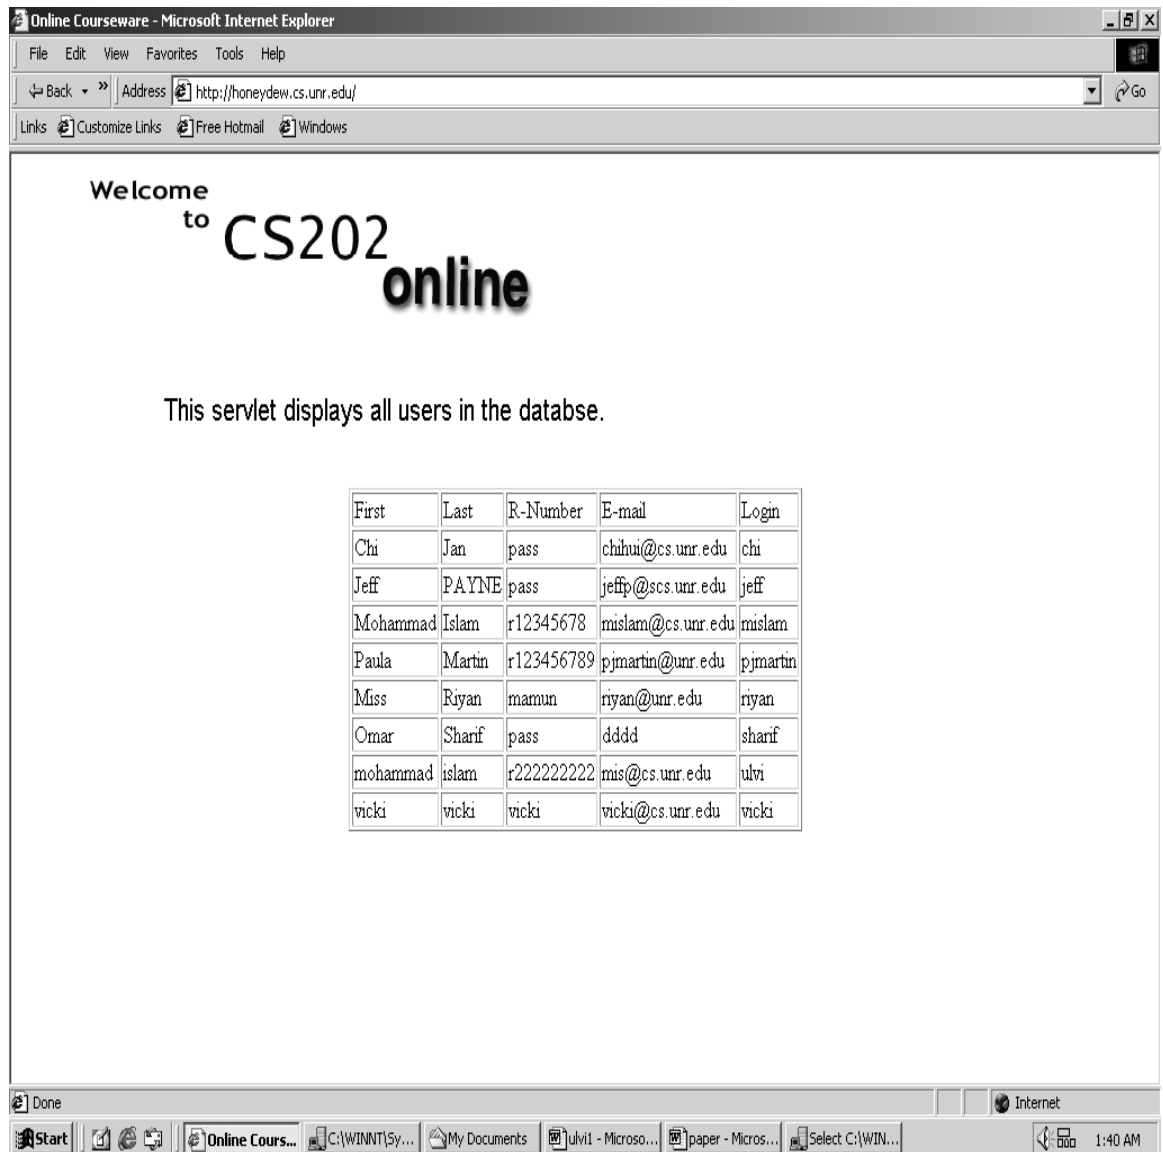 Online Courseware - Microsoft Internet Explorer
File Edit View Favorites Tools Help
Back » Address http://honeydew.cs.unr.edu/ Go
Links Customize Links Free Hotmail Windows
Welcome
to CS202
online
This servlet displays all users in the databse.
First Last R-Number E-mail Login
Chi Jan pass chihui@cs.unr.edu chi
Jeff PAYNE pass jeffp@scs.unr.edu jeff
Mohammad Islam r12345678 mislam@cs.unr.edu mislam
Paula Martin r123456789 pjmartin@unr.edu pjmartin
Miss Riyan mamun riyan@unr.edu riyan
Omar Sharif pass dddd sharif
mohammad islam r222222222 mis@cs.unr.edu ulvi
vicki vicki vicki vicki@cs.unr.edu vicki
Done Internet
Start Online Cours... C:\WINNT\Sy... My Documents ulvi1 - Microso... paper - Micros... Select C:\WIN... 1:40 AM